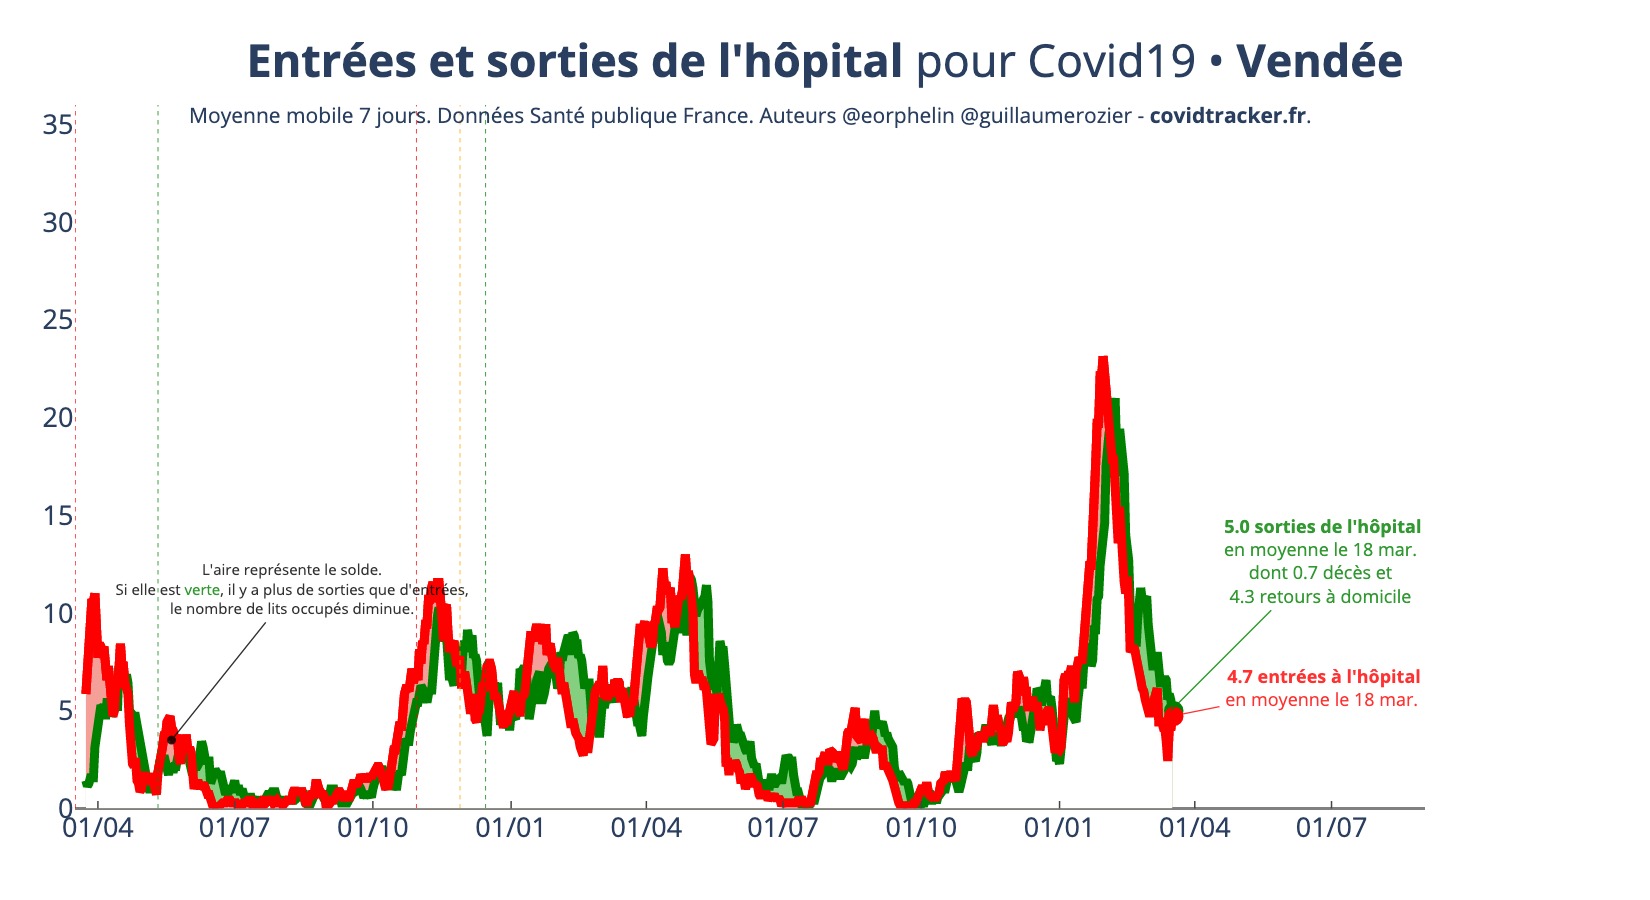 Entrées et sorties de l'hôpital pour Covid19 • Vendée
Moyenne mobile 7 jours. Données Santé publique France. Auteurs @eorphelin @guillaumerozier - covidtracker.fr.
35
30
25
20
15
10
5
0
L'aire représente le solde.
Si elle est verte, il y a plus de sorties que d'entrées,
le nombre de lits occupés diminue.
5.0 sorties de l'hôpital
en moyenne le 18 mar.
dont 0.7 décès et
4.3 retours à domicile
4.7 entrées à l'hôpital
en moyenne le 18 mar.
01/04 01/07 01/10 01/01 01/04 01/07 01/10 01/01 01/04 01/07